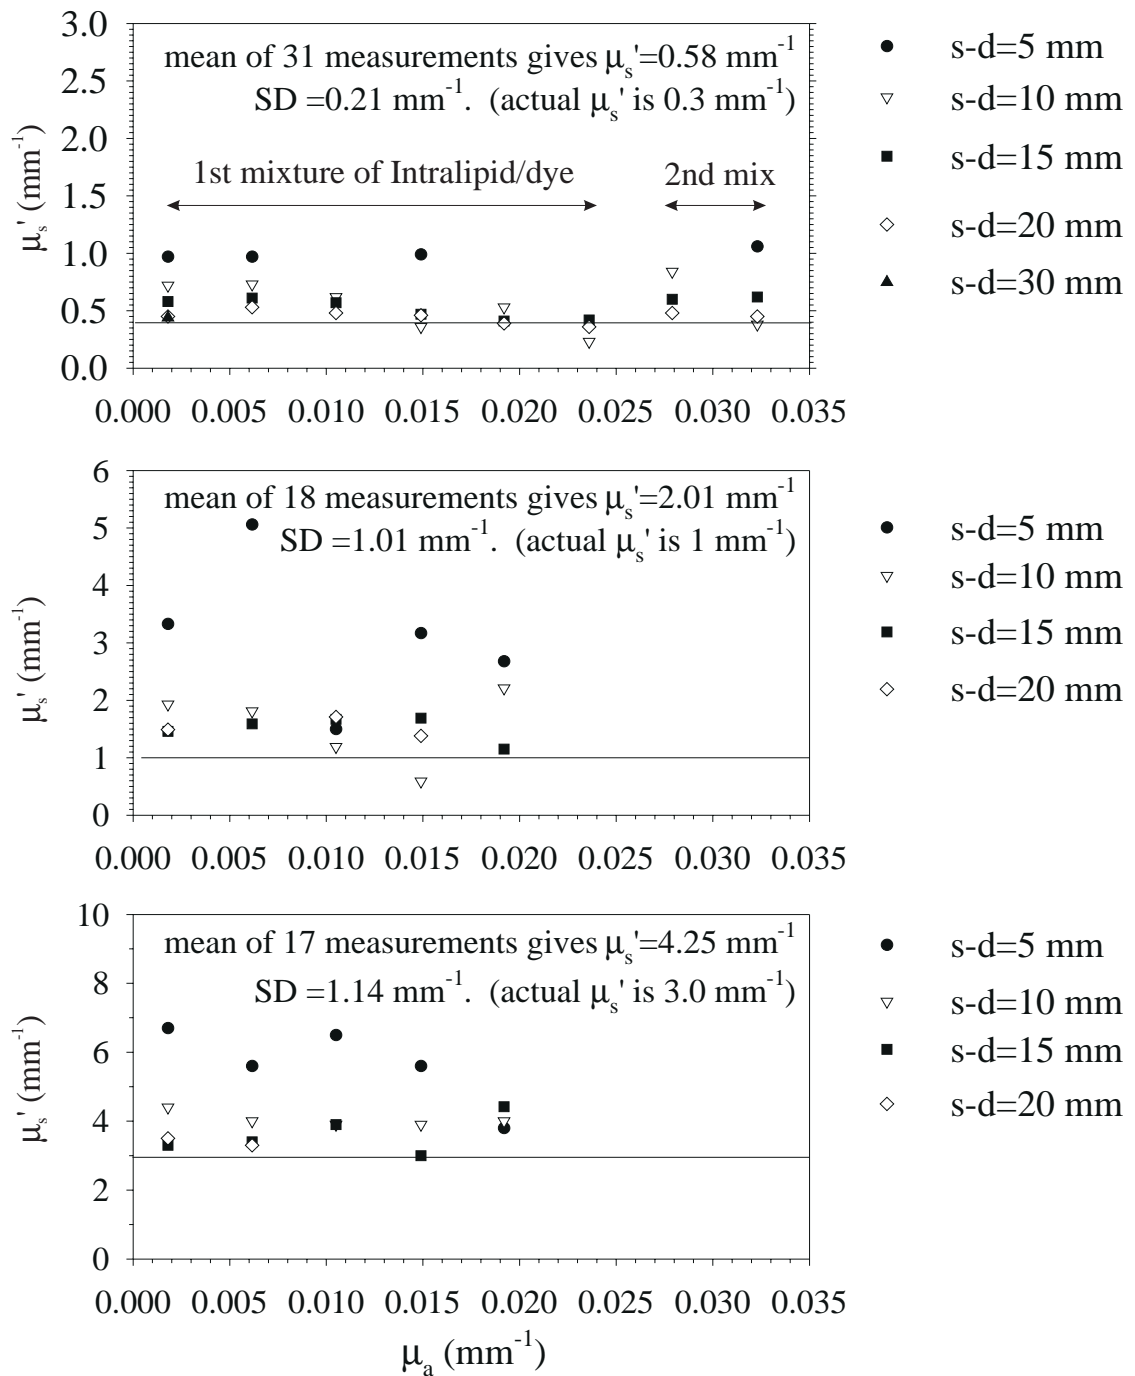 3.0
mean of 31 measurements gives μs'=0.58 mm-1
SD =0.21 mm-1. (actual μs' is 0.3 mm-1)
2.5
2.0
1st mixture of Intralipid/dye
2nd mix
1.5
1.0
0.5
0.0
μs' (mm-1)
0.000 0.005 0.010 0.015 0.020 0.025 0.030 0.035
s-d=5 mm
s-d=10 mm
s-d=15 mm
s-d=20 mm
s-d=30 mm
6
mean of 18 measurements gives μs'=2.01 mm-1
SD =1.01 mm-1. (actual μs' is 1 mm-1)
5
4
3
2
1
0
μs' (mm-1)
0.000 0.005 0.010 0.015 0.020 0.025 0.030 0.035
s-d=5 mm
s-d=10 mm
s-d=15 mm
s-d=20 mm
10
mean of 17 measurements gives μs'=4.25 mm-1
SD =1.14 mm-1. (actual μs' is 3.0 mm-1)
8
6
4
2
0
μs' (mm-1)
0.000 0.005 0.010 0.015 0.020 0.025 0.030 0.035
μa (mm-1)
s-d=5 mm
s-d=10 mm
s-d=15 mm
s-d=20 mm